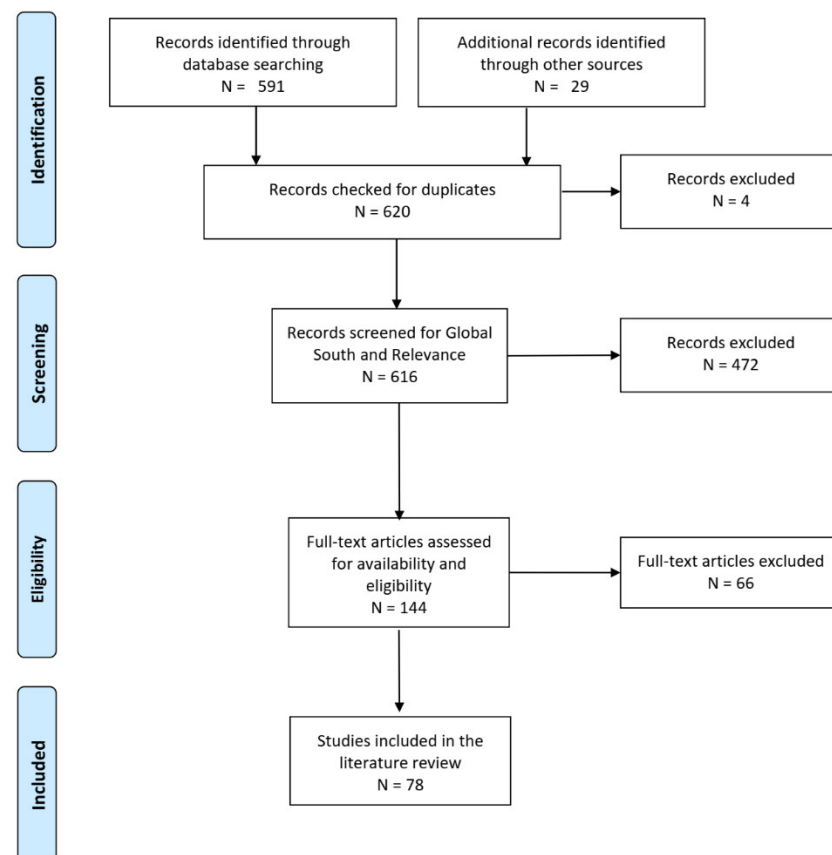 Identification
Records identified through
database searching
N = 591
Additional records identified
through other sources
N = 29
Records checked for duplicates
N = 620
Records excluded
N = 4
Screening
Records screened for Global
South and Relevance
N = 616
Records excluded
N = 472
Eligibility
Full-text articles assessed
for availability and
eligibility
N = 144
Full-text articles excluded
N = 66
Included
Studies included in the
literature review
N = 78